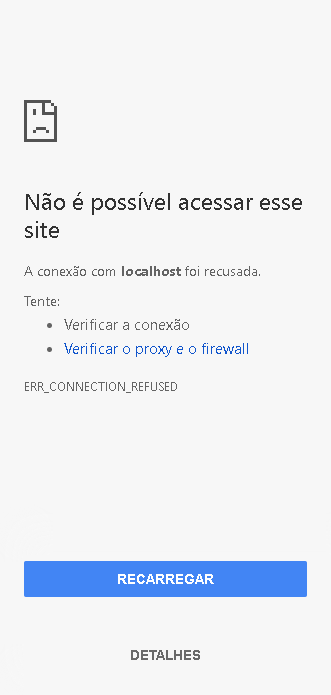 Não é possível acessar esse
site
A conexão com localhost foi recusada.
Tente:
• Verificar a conexão
• Verificar o proxy e o firewall
ERR_CONNECTION_REFUSED
RECARREGAR
DETALHES